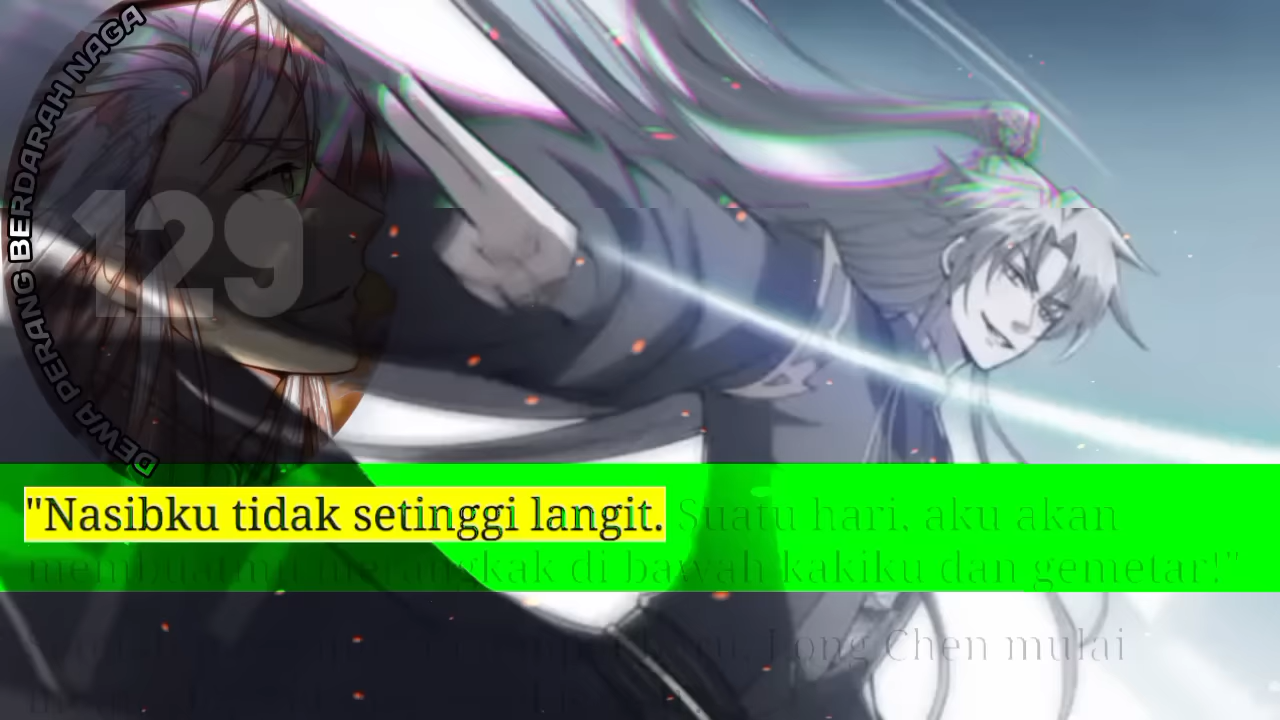 DEWA PERANG BERDARAH NAGA
129
"Nasibku tidak setinggi langit. Suatu hari, aku akan
membuatmu merangkak di bawah kakiku dan gemetar!"
Long Chen mulai